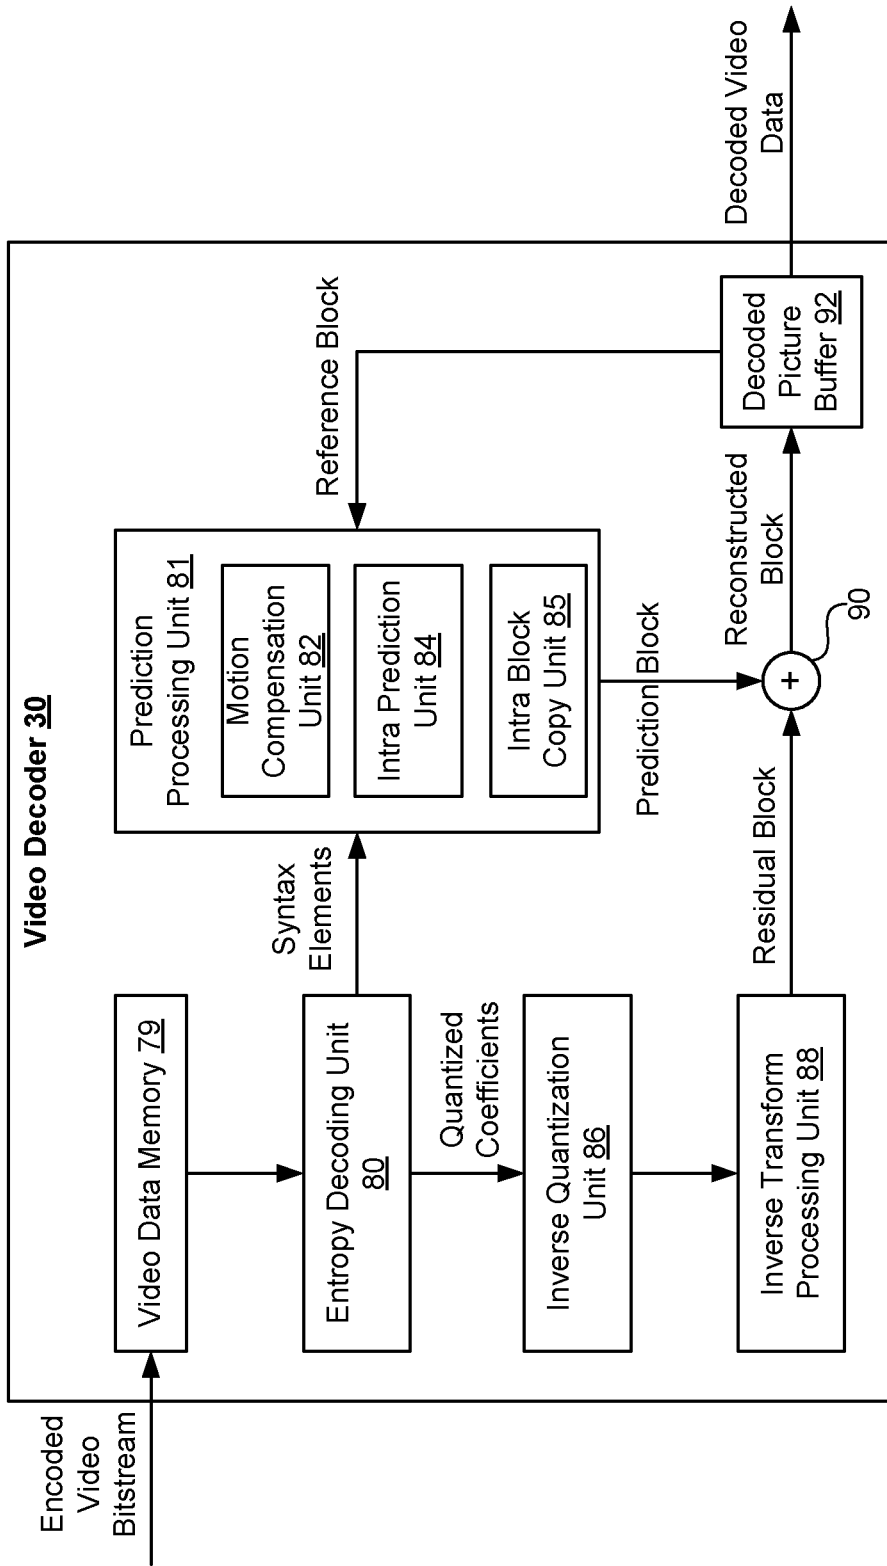 Video Decoder 30
Encoded
Video
Bitstream
Video Data Memory 79
Entropy Decoding Unit
80
Syntax
Elements
Quantized
Coefficients
Inverse Quantization
Unit 86
Inverse Transform
Processing Unit 88
Residual Block
Prediction
Processing Unit 81
Motion
Compensation
Unit 82
Intra Prediction
Unit 84
Intra Block
Copy Unit 85
Prediction Block
+
90
Reconstructed
Block
Reference Block
Decoded
Picture
Buffer 92
Decoded Video
Data